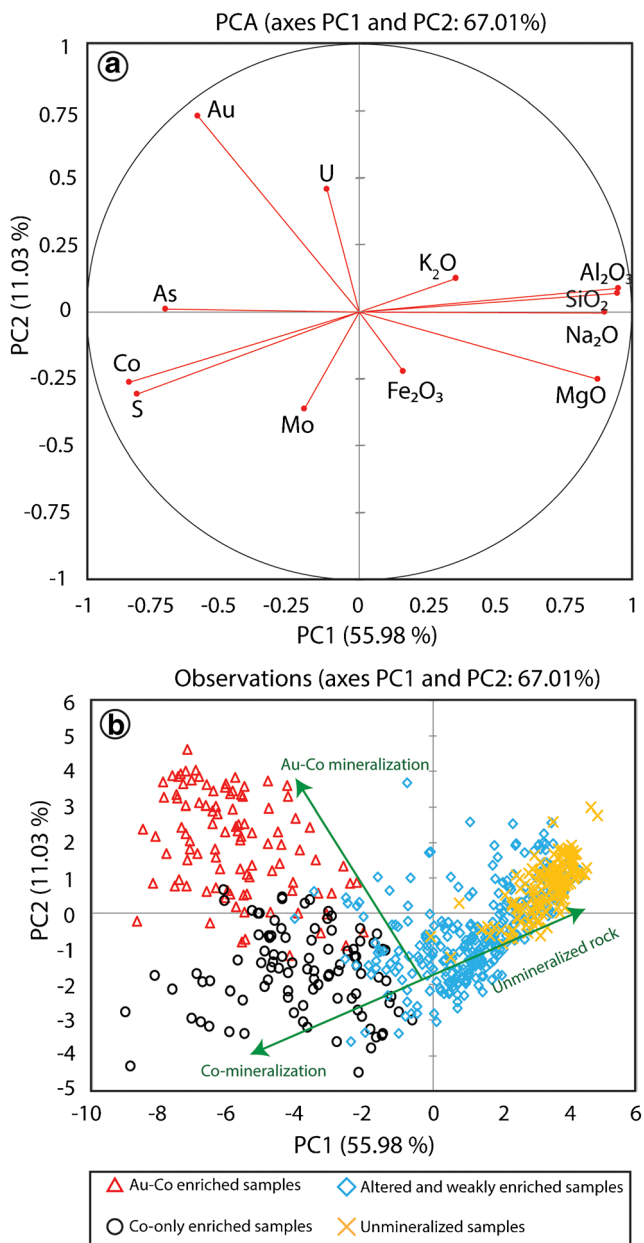 PCA (axes PC1 and PC2: 67.01%)
a
1
0.75
0.5
0.25
0
-0.25
-0.5
-0.75
-1
PC2 (11.03 %)
Au
U
K₂O
Al₂O₃
As
SiO₂
Na₂O
Co
S
Mo
Fe₂O₃
MgO
-1 -0.75 -0.5 -0.25 0 0.25 0.5 0.75 1
PC1 (55.98 %)
Observations (axes PC1 and PC2: 67.01%)
b
6
5
4
3
2
1
0
-1
-2
-3
-4
-5
PC2 (11.03 %)
Au-Co mineralization
Unmineralized rock
Co-mineralization
-10 -8 -6 -4 -2 0 2 4 6
PC1 (55.98 %)
Au-Co enriched samples Altered and weakly enriched samples
Co-only enriched samples Unmineralized samples